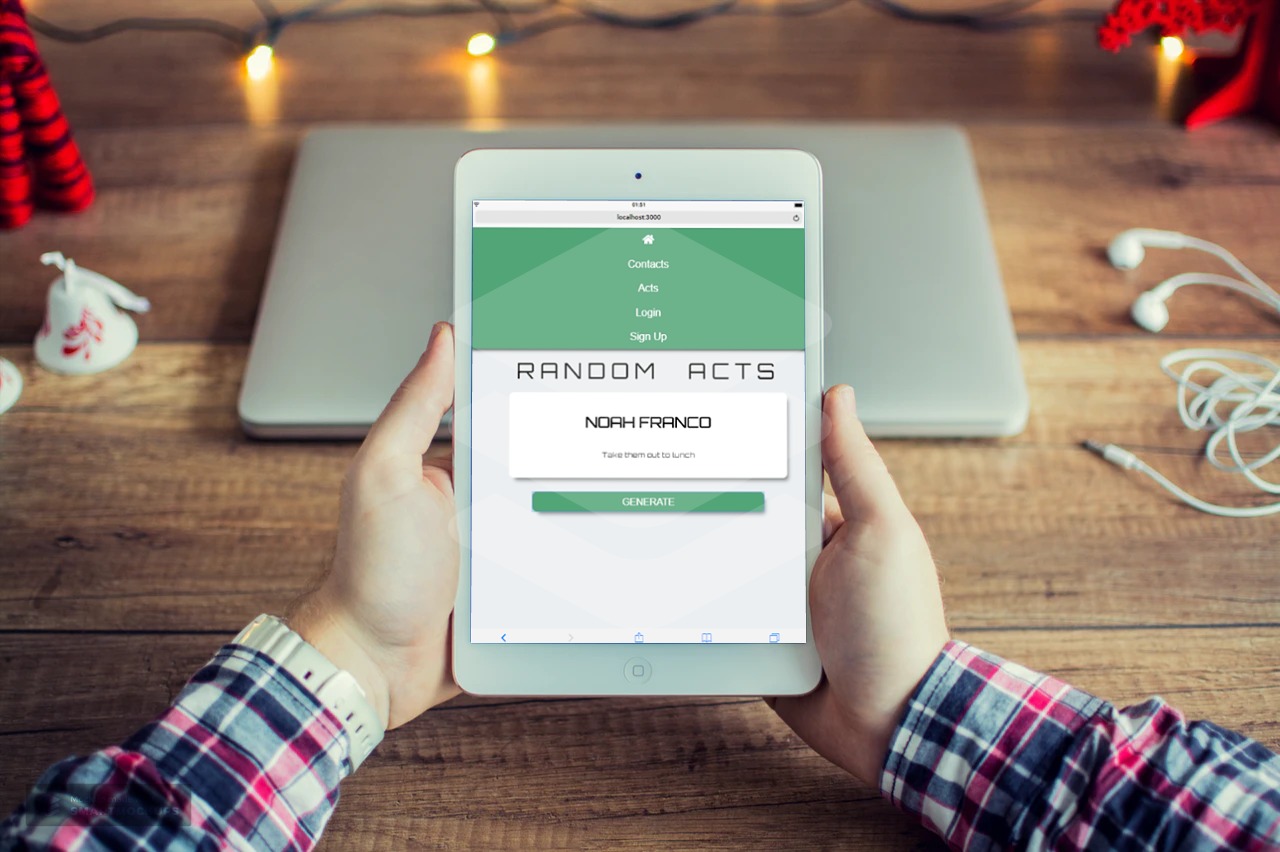 01:51
localhost:3000
Contacts
Acts
Login
Sign Up
RANDOM ACTS
NOAH FRANCO
Take them out to lunch
GENERATE